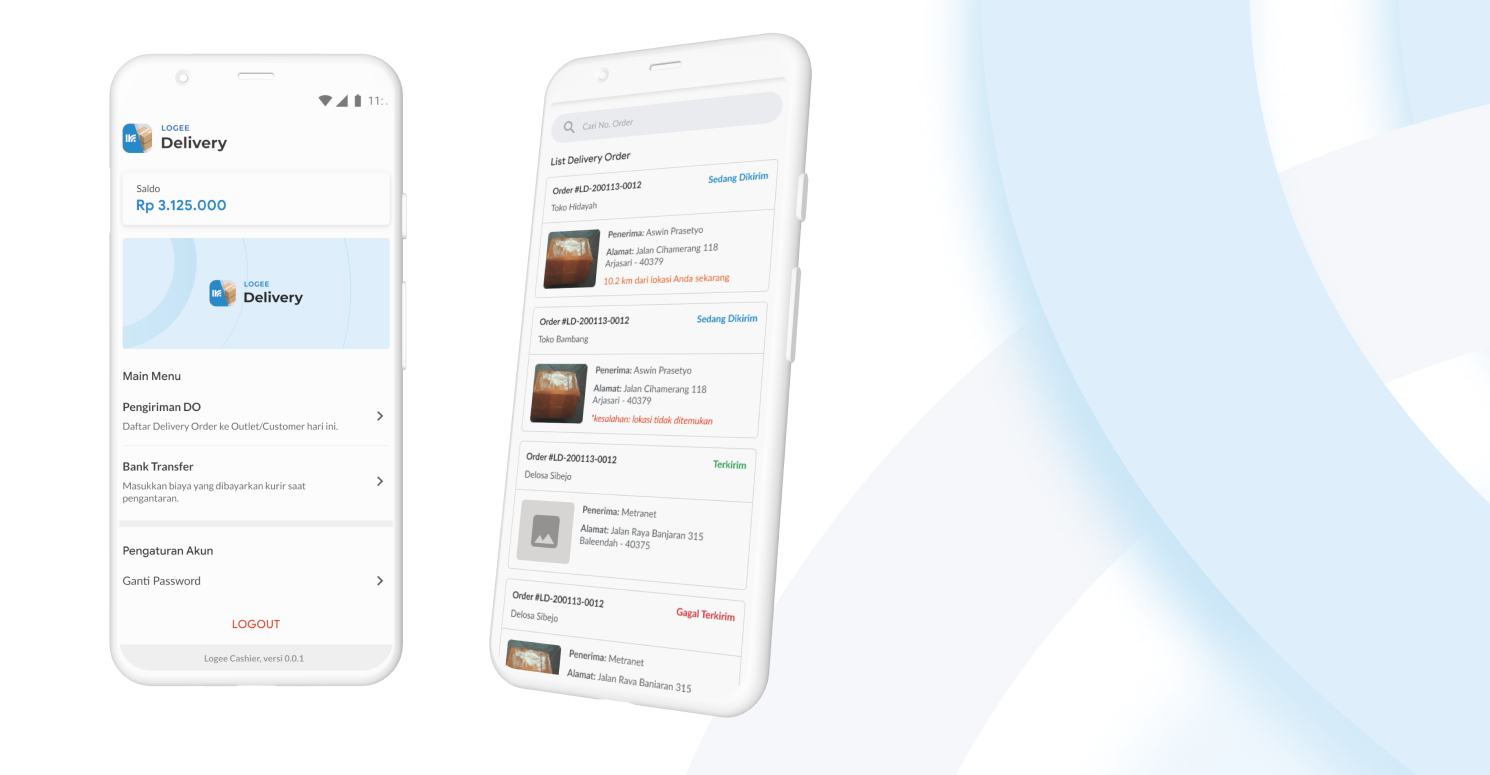 11:
LOGEE
Delivery
Saldo
Rp 3.125.000
LOGEE
Delivery
Main Menu
Pengiriman DO
Daftar Delivery Order ke Outlet/Customer hari ini.
Bank Transfer
Masukkan biaya yang dibayarkan kurir saat
pengantaran.
Pengaturan Akun
Ganti Password
LOGOUT
Logee Cashier, versi 0.0.1
Cari No. Order
List Delivery Order
Order #LD-200113-0012 Sedang Dikirim
Toko Hidayah
Penerima: Aswin Prasetyo
Alamat: Jalan Cihamerang 118
Arjasari - 40379
10.2 km dari lokasi Anda sekarang
Order #LD-200113-0012 Sedang Dikirim
Toko Bambang
Penerima: Aswin Prasetyo
Alamat: Jalan Cihamerang 118
Arjasari - 40379
*kesalahan: lokasi tidak ditemukan
Order #LD-200113-0012 Terkirim
Delosa Sibejo
Penerima: Metranet
Alamat: Jalan Raya Banjaran 315
Baleendah - 40375
Order #LD-200113-0012 Gagal Terkirim
Delosa Sibejo
Penerima: Metranet
Alamat: Jalan Raya Banjaran 315